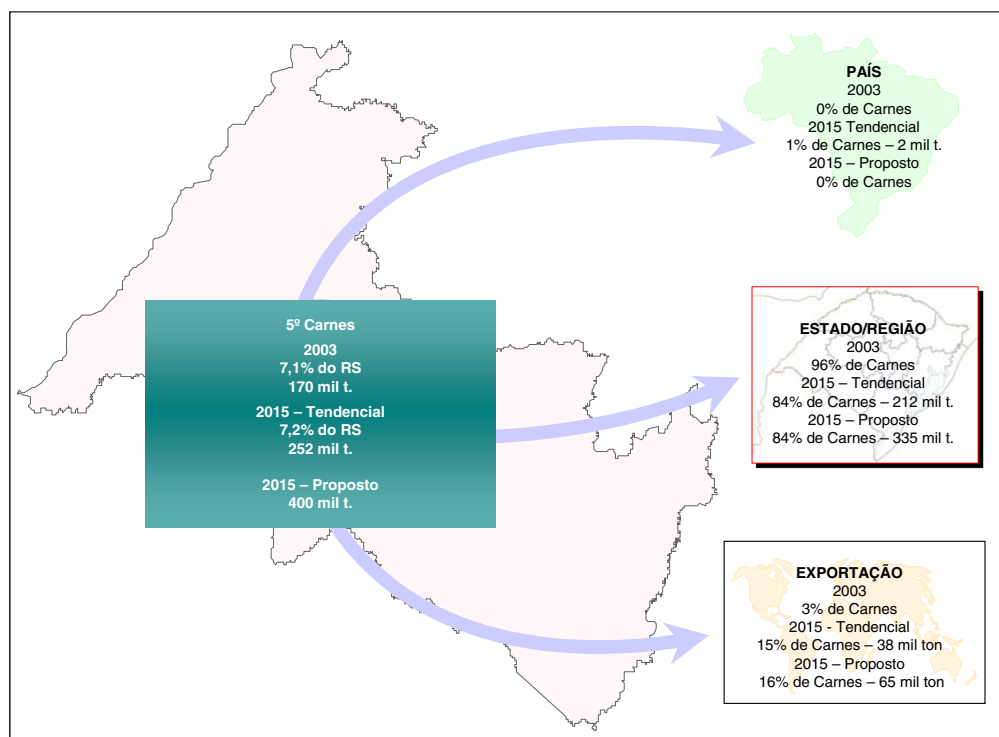 PAÍS
2003
0% de Carnes
2015 Tendencial
1% de Carnes – 2 mil t.
2015 – Proposto
0% de Carnes
5º Carnes
2003
7,1% do RS
170 mil t.
2015 – Tendencial
7,2% do RS
252 mil t.
2015 – Proposto
400 mil t.
ESTADO/REGIÃO
2003
96% de Carnes
2015 – Tendencial
84% de Carnes – 212 mil t.
2015 – Proposto
84% de Carnes – 335 mil t.
EXPORTAÇÃO
2003
3% de Carnes
2015 - Tendencial
15% de Carnes – 38 mil ton
2015 – Proposto
16% de Carnes – 65 mil ton